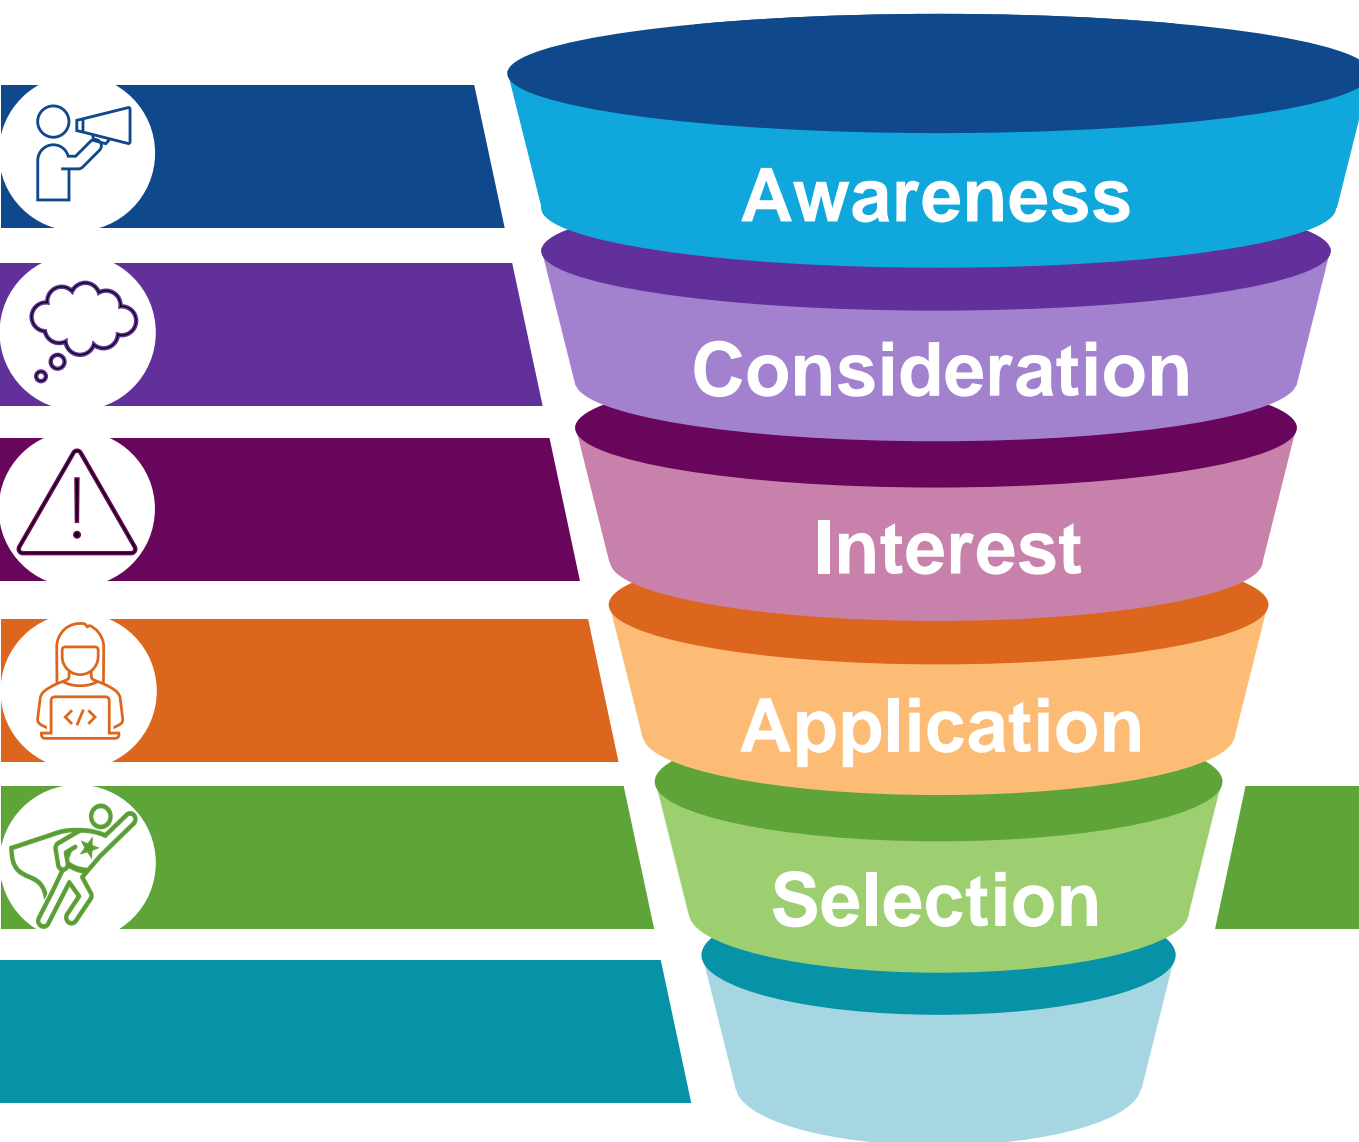 Awareness
Consideration
Interest
Application
</>
Selection